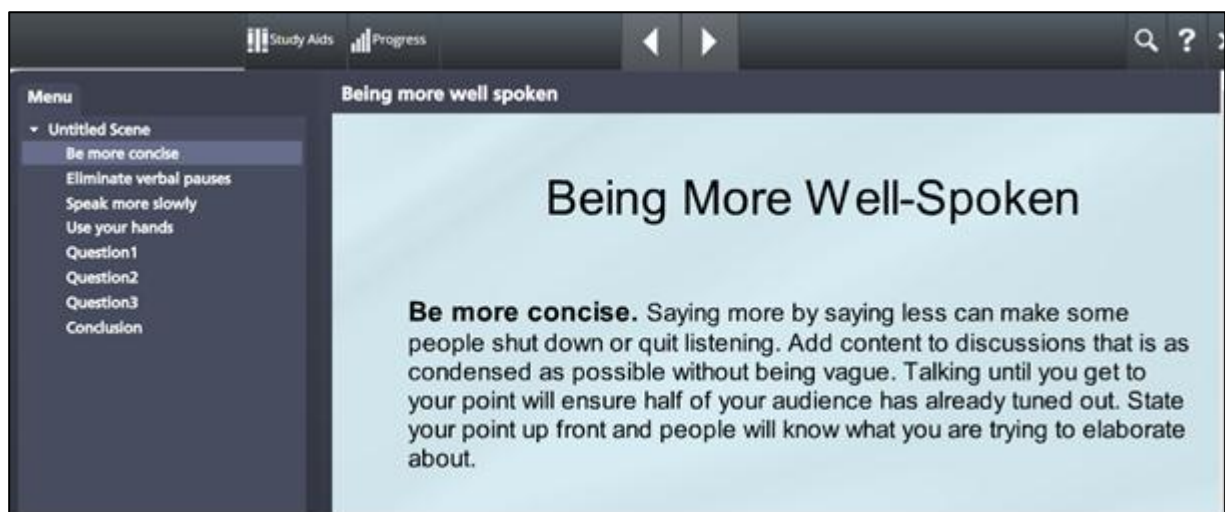 Study Aids
Progress
?
Menu
Being more well spoken
Untitled Scene
Be more concise
Eliminate verbal pauses
Speak more slowly
Use your hands
Question1
Question2
Question3
Conclusion
Being More Well-Spoken
Be more concise. Saying more by saying less can make some
people shut down or quit listening. Add content to discussions that is as
condensed as possible without being vague. Talking until you get to
your point will ensure half of your audience has already tuned out. State
your point up front and people will know what you are trying to elaborate
about.